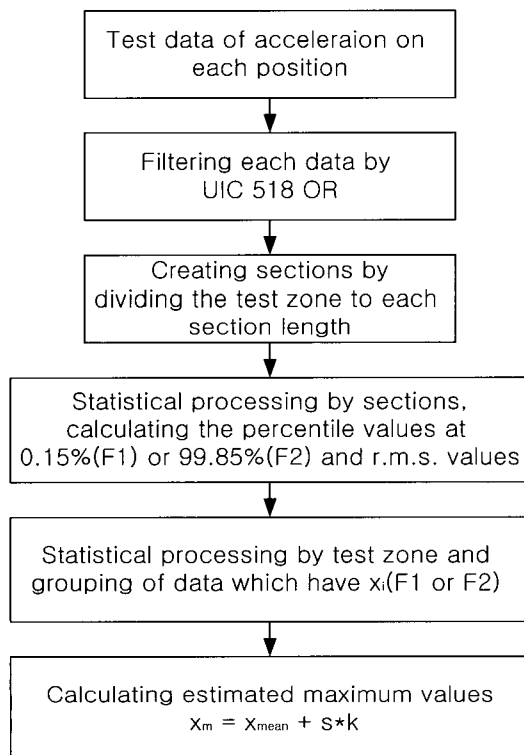 Test data of acceleraion on
each position
Filtering each data by
UIC 518 OR
Creating sections by
dividing the test zone to each
section length
Statistical processing by sections,
calculating the percentile values at
0.15%(F1) or 99.85%(F2) and r.m.s. values
Statistical processing by test zone and
grouping of data which have xi(F1 or F2)
Calculating estimated maximum values
xm = xmean + s*k